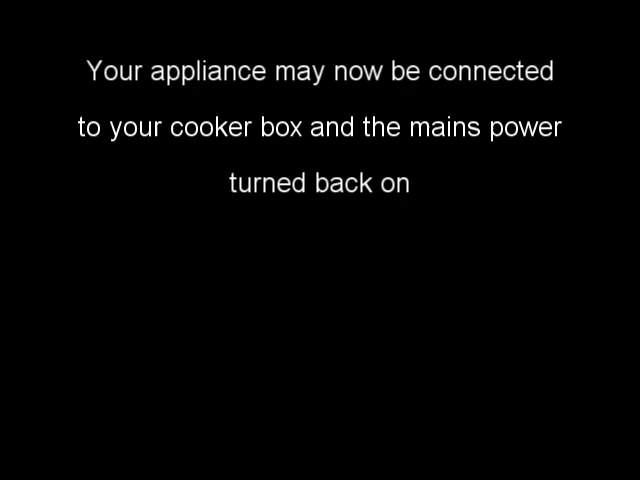 Your appliance may now be connected
to your cooker box and the mains power
turned back on